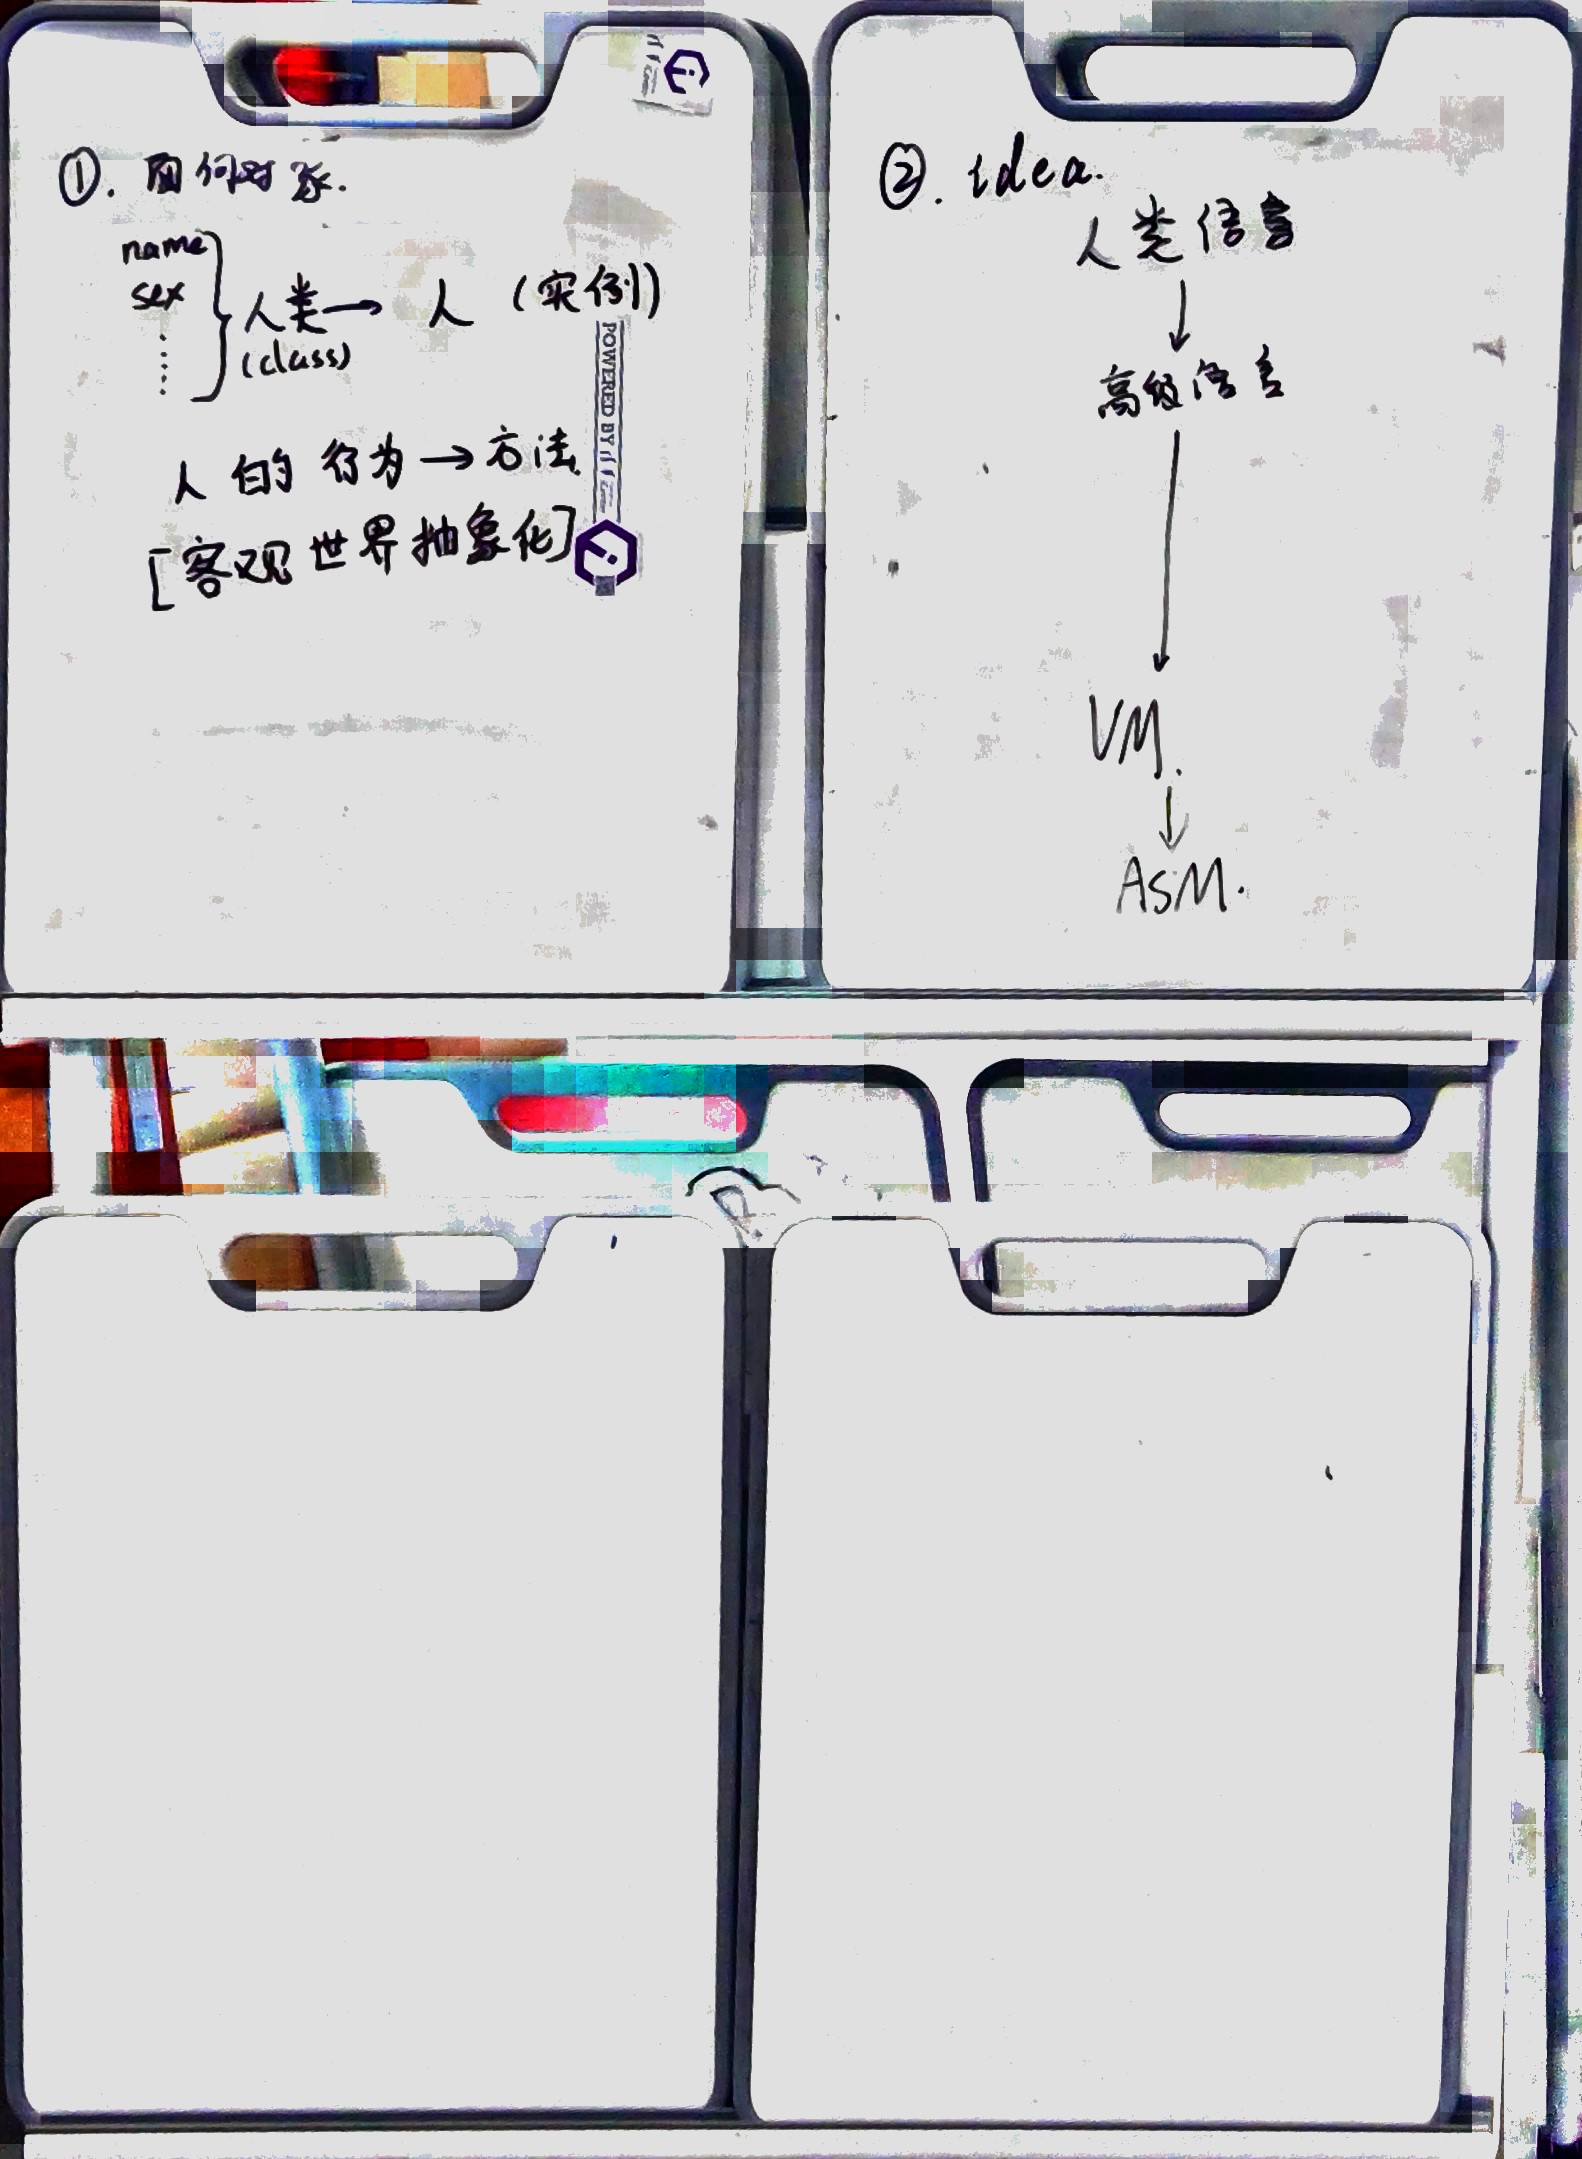 ①. 面向对象.
name
sex
⋮
人类 → 人 (实例)
(class)
人的行为 → 方法.
[客观世界抽象化]
POWERED BY
②. idea.
人类语言
↓
高级语言
↓
VM.
↓
ASM.